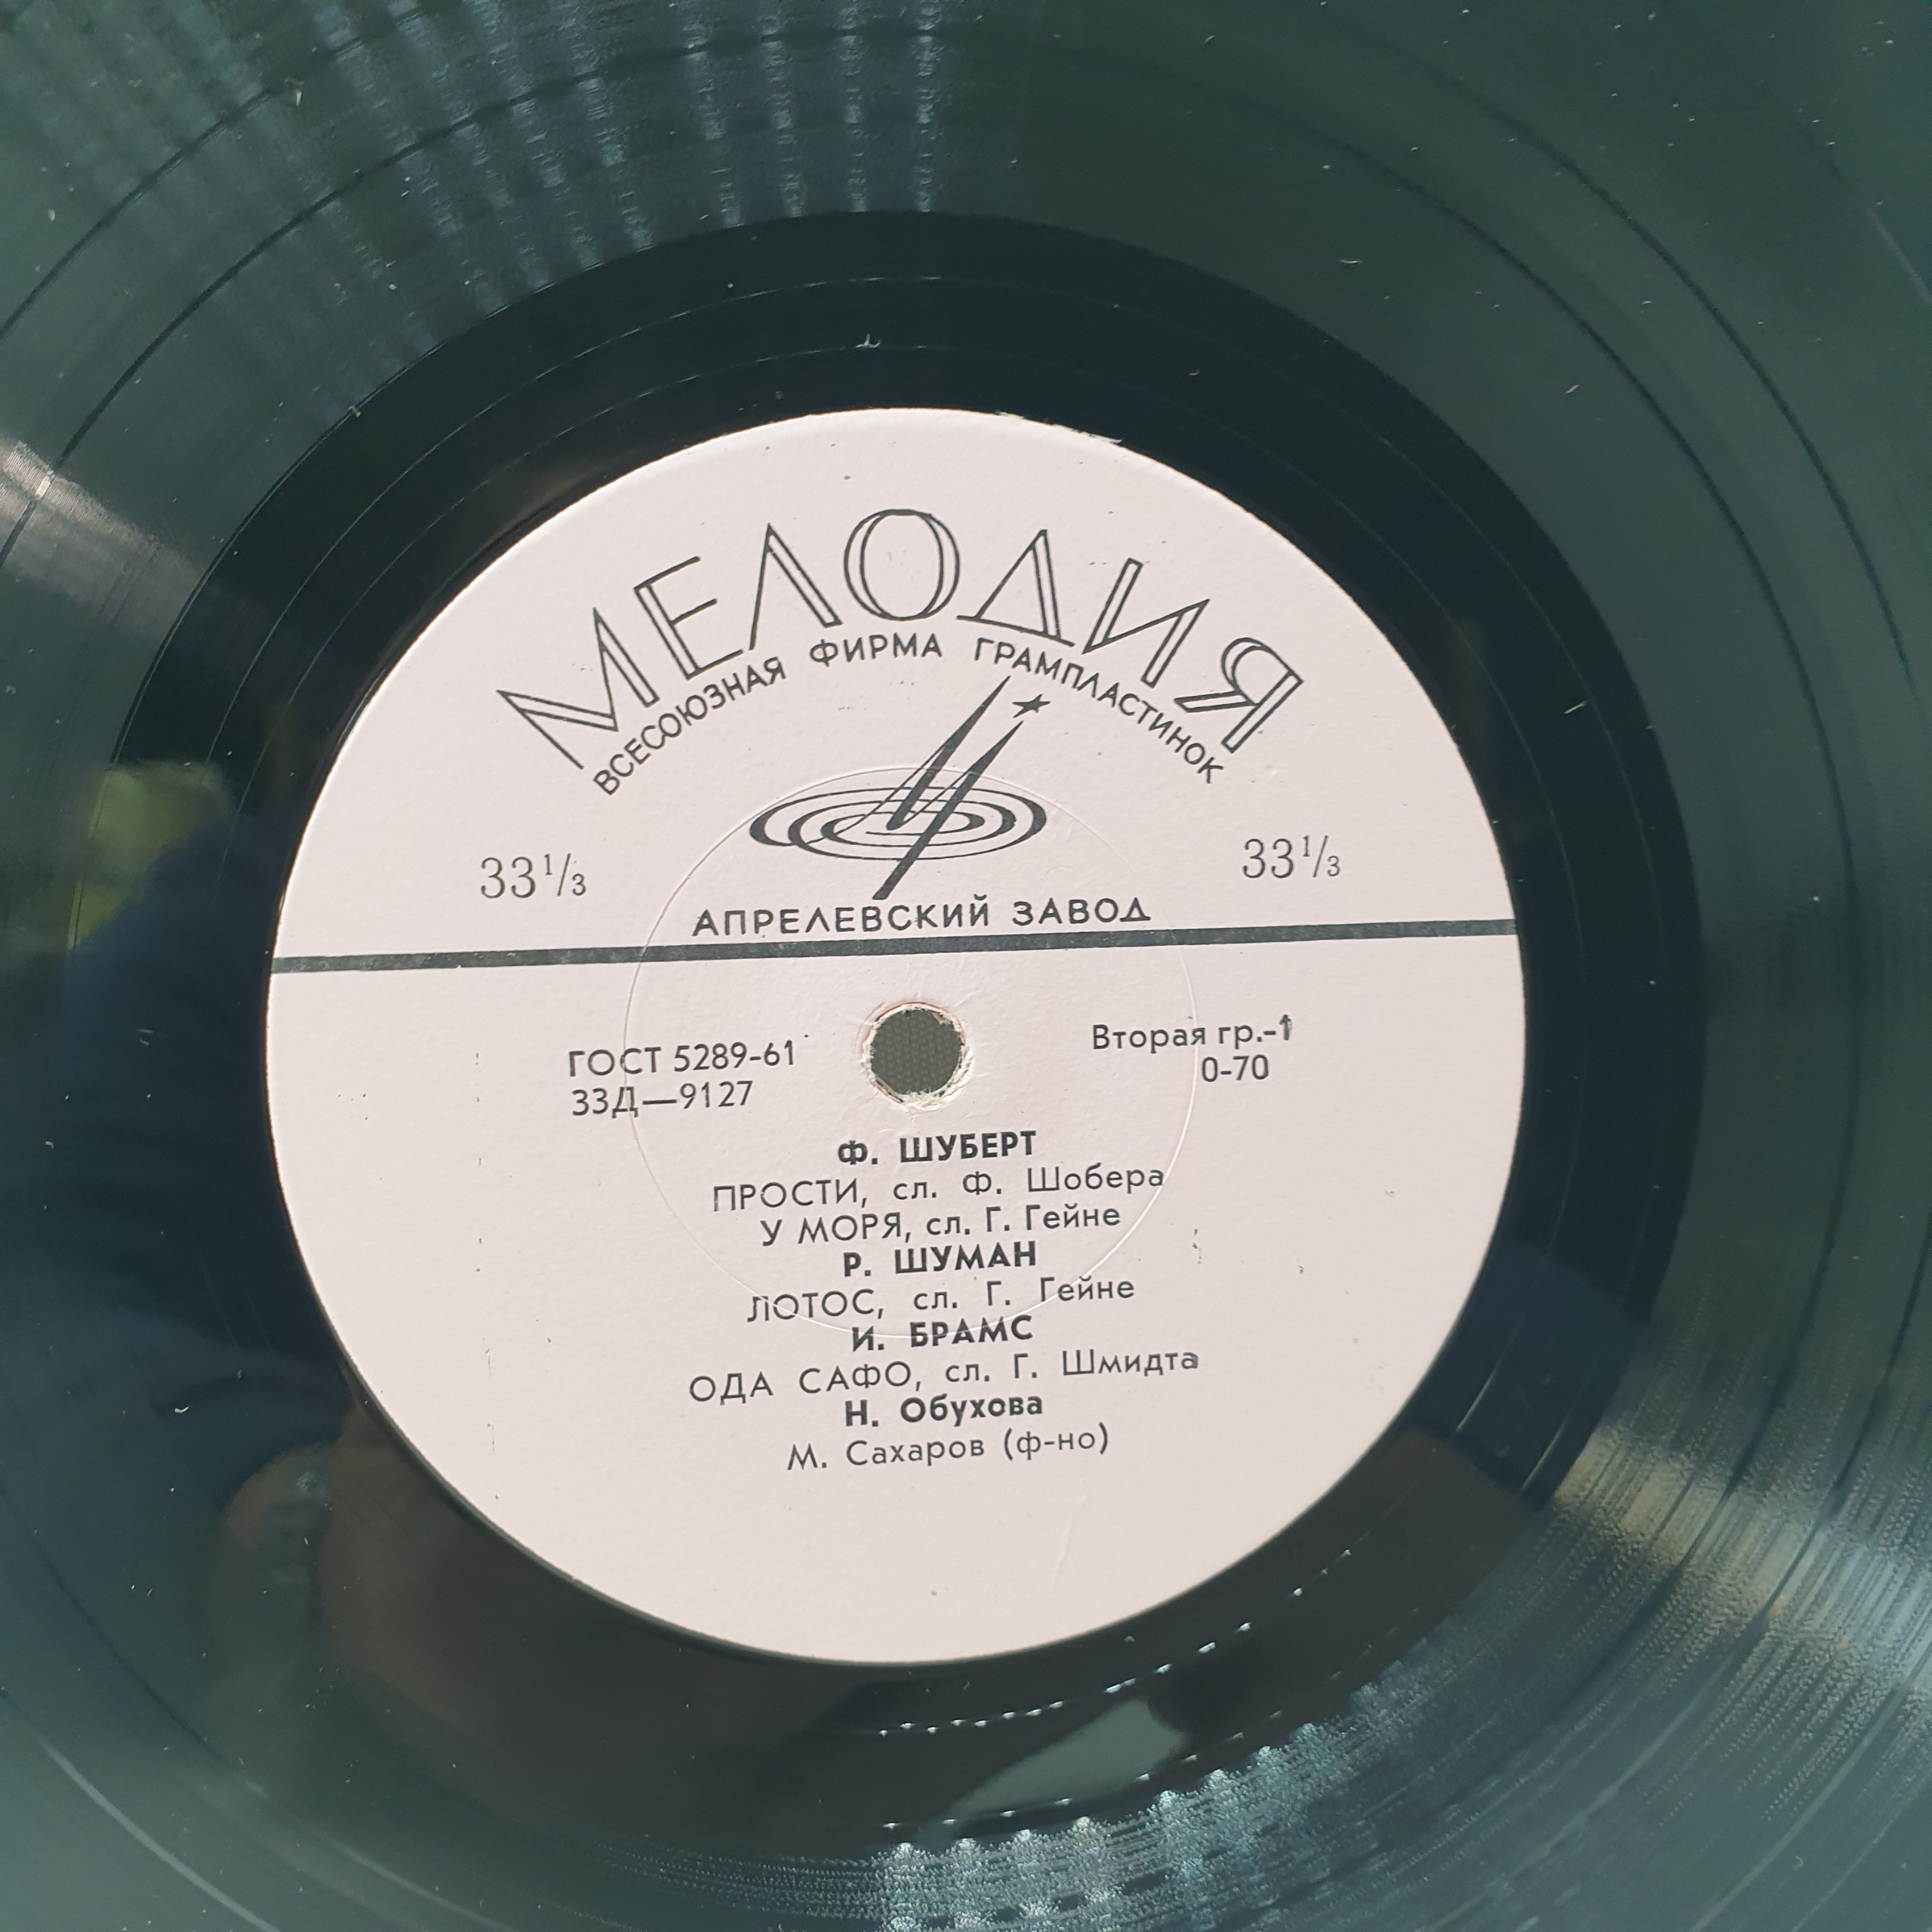 МЕЛОДИЯ
ВСЕСОЮЗНАЯ ФИРМА ГРАМПЛАСТИНОК
33 1/3
33 1/3
АПРЕЛЕВСКИЙ ЗАВОД
ГОСТ 5289-61
33Д—9127
Вторая гр.-1
0-70
Ф. ШУБЕРТ
ПРОСТИ, сл. Ф. Шобера
У МОРЯ, сл. Г. Гейне
Р. ШУМАН
ЛОТОС, сл. Г. Гейне
И. БРАМС
ОДА САФО, сл. Г. Шмидта
Н. Обухова
М. Сахаров (ф-но)